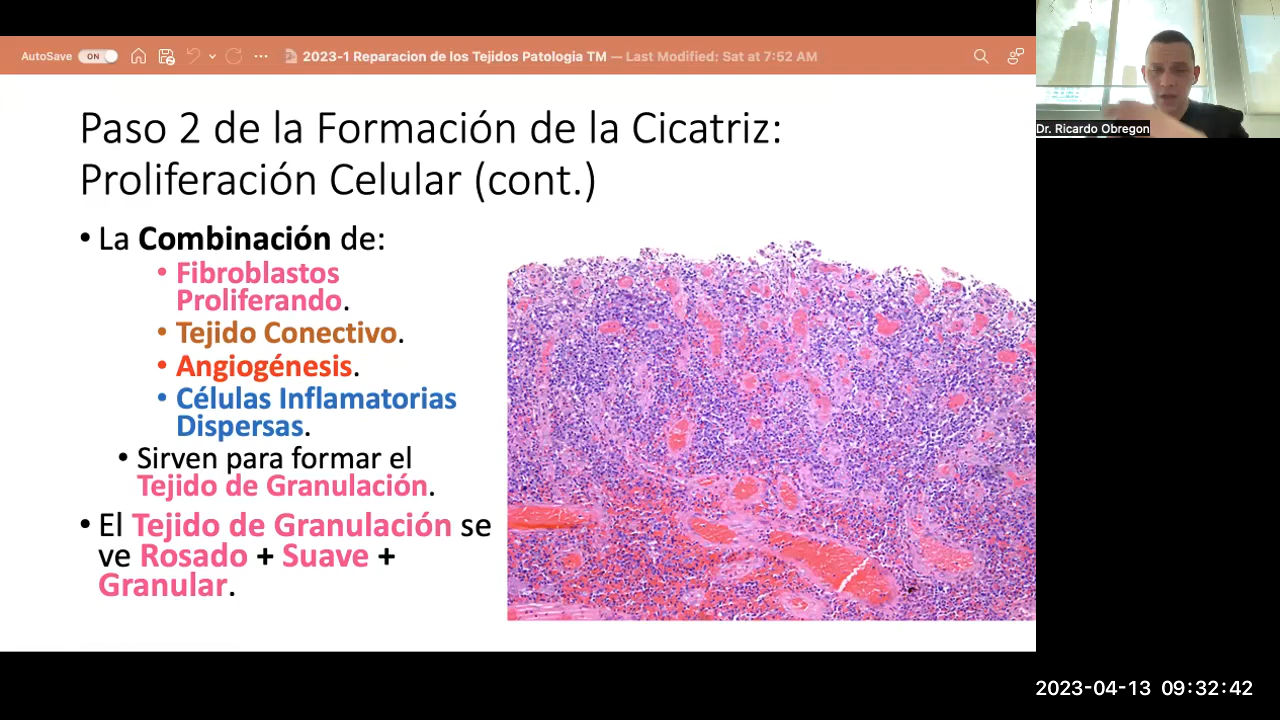 AutoSave ON ... 2023-1 Reparacion de los Tejidos Patologia TM — Last Modified: Sat at 7:52 AM
Dr. Ricardo Obregon
Paso 2 de la Formación de la Cicatriz:
Proliferación Celular (cont.)
• La Combinación de:
• Fibroblastos
Proliferando.
• Tejido Conectivo.
• Angiogénesis.
• Células Inflamatorias
Dispersas.
• Sirven para formar el
Tejido de Granulación.
• El Tejido de Granulación se
ve Rosado + Suave +
Granular.
2023-04-13 09:32:42